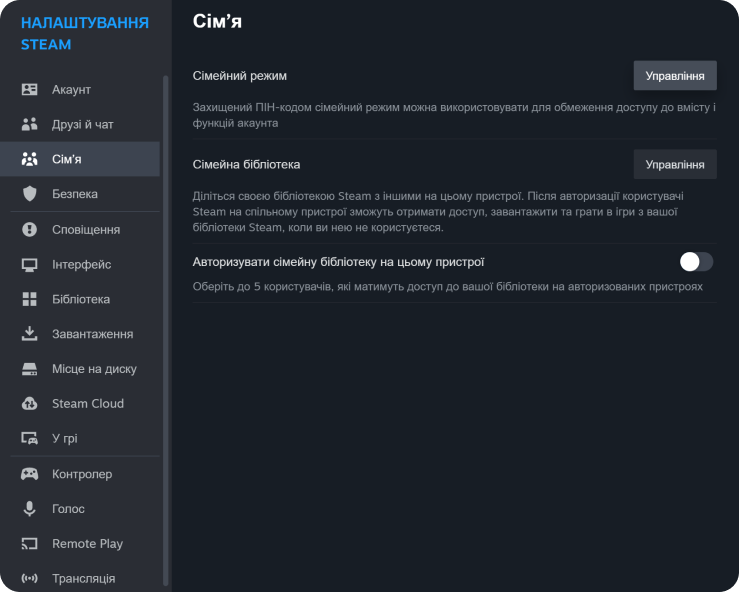 НАЛАШТУВАННЯ
STEAM
Акаунт
Друзі й чат
Сім’я
Безпека
Сповіщення
Інтерфейс
Бібліотека
Завантаження
Місце на диску
Steam Cloud
У грі
Контролер
Голос
Remote Play
Трансляція
Сім’я
Сімейний режим
Управління
Захищений ПІН-кодом сімейний режим можна використовувати для обмеження доступу до вмісту і
функцій акаунта
Сімейна бібліотека
Управління
Діліться своєю бібліотекою Steam з іншими на цьому пристрої. Після авторизації користувачі
Steam на спільному пристрої зможуть отримати доступ, завантажити та грати в ігри з вашої
бібліотеки Steam, коли ви нею не користуєтеся.
Авторизувати сімейну бібліотеку на цьому пристрої
Оберіть до 5 користувачів, які матимуть доступ до вашої бібліотеки на авторизованих пристроях